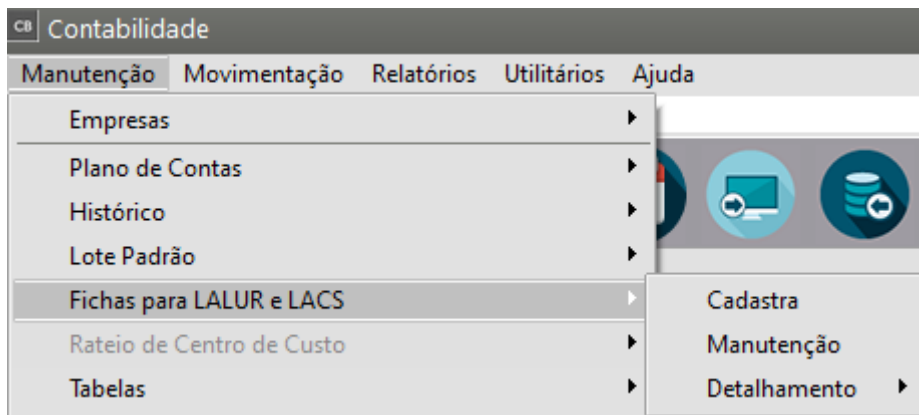 CB Contabilidade
Manutenção Movimentação Relatórios Utilitários Ajuda
Empresas
Plano de Contas
Histórico
Lote Padrão
Fichas para LALUR e LACS
Cadastra
Rateio de Centro de Custo
Manutenção
Tabelas
Detalhamento